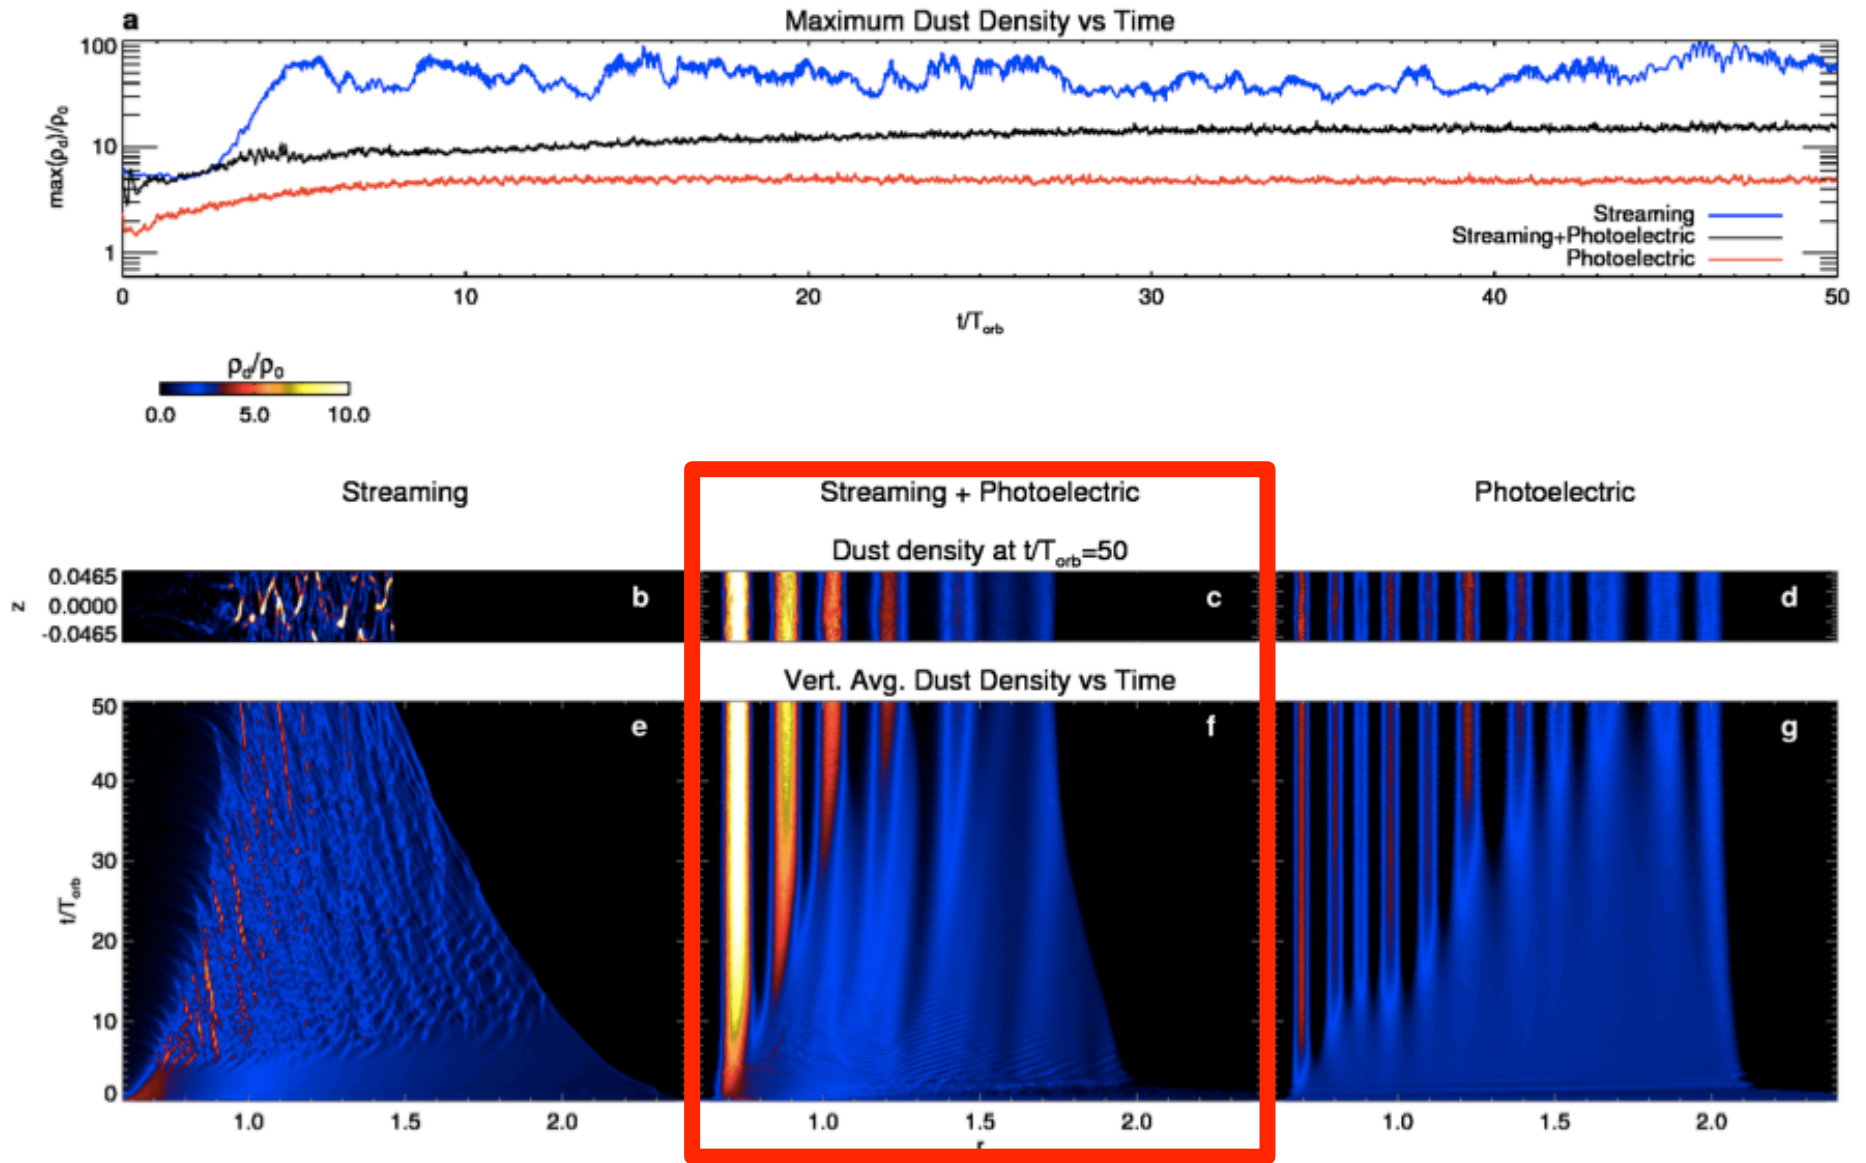 a Maximum Dust Density vs Time
100
10
1
max(ρd)/ρ0
Streaming
Streaming+Photoelectric
Photoelectric
0 10 20 30 40 50
t/Torb
ρd/ρ0
0.0 5.0 10.0
Streaming Streaming + Photoelectric Photoelectric
Dust density at t/Torb=50
0.0465
0.0000
-0.0465
z
b c d
Vert. Avg. Dust Density vs Time
50
40
30
20
10
0
t/Torb
e f g
1.0 1.5 2.0 1.0 1.5 2.0 1.0 1.5 2.0